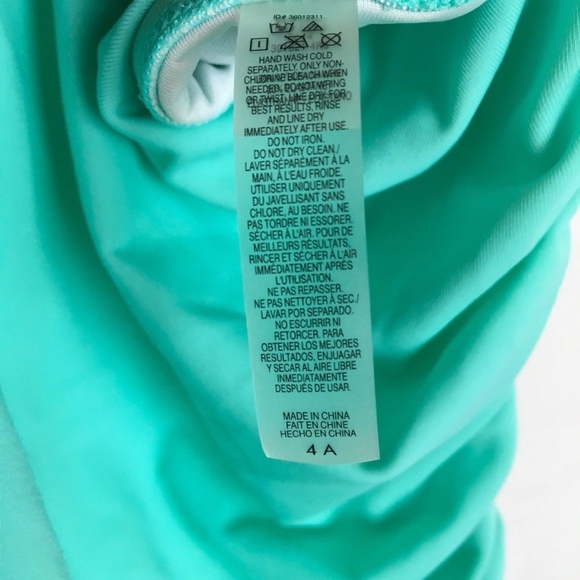 ID# 36012311
HAND WASH COLD
SEPARATELY. ONLY NON-
CHLORINE BLEACH WHEN
NEEDED. DO NOT WRING
OR TWIST. LINE DRY. FOR
BEST RESULTS, RINSE
AND LINE DRY
IMMEDIATELY AFTER USE.
DO NOT IRON.
DO NOT DRY CLEAN./
LAVER SÉPARÉMENT À LA
MAIN, À L'EAU FROIDE.
UTILISER UNIQUEMENT
DU JAVELLISANT SANS
CHLORE, AU BESOIN. NE
PAS TORDRE NI ESSORER.
SÉCHER À L'AIR. POUR DE
MEILLEURS RÉSULTATS,
RINCER ET SÉCHER À L'AIR
IMMÉDIATEMENT APRÈS
L'UTILISATION.
NE PAS REPASSER.
NE PAS NETTOYER À SEC./
LAVAR POR SEPARADO.
NO ESCURRIR NI
RETORCER. PARA
OBTENER LOS MEJORES
RESULTADOS, ENJUAGAR
Y SECAR AL AIRE LIBRE
INMEDIATAMENTE
DESPUÉS DE USAR.
MADE IN CHINA
FAIT EN CHINE
HECHO EN CHINA
4 A